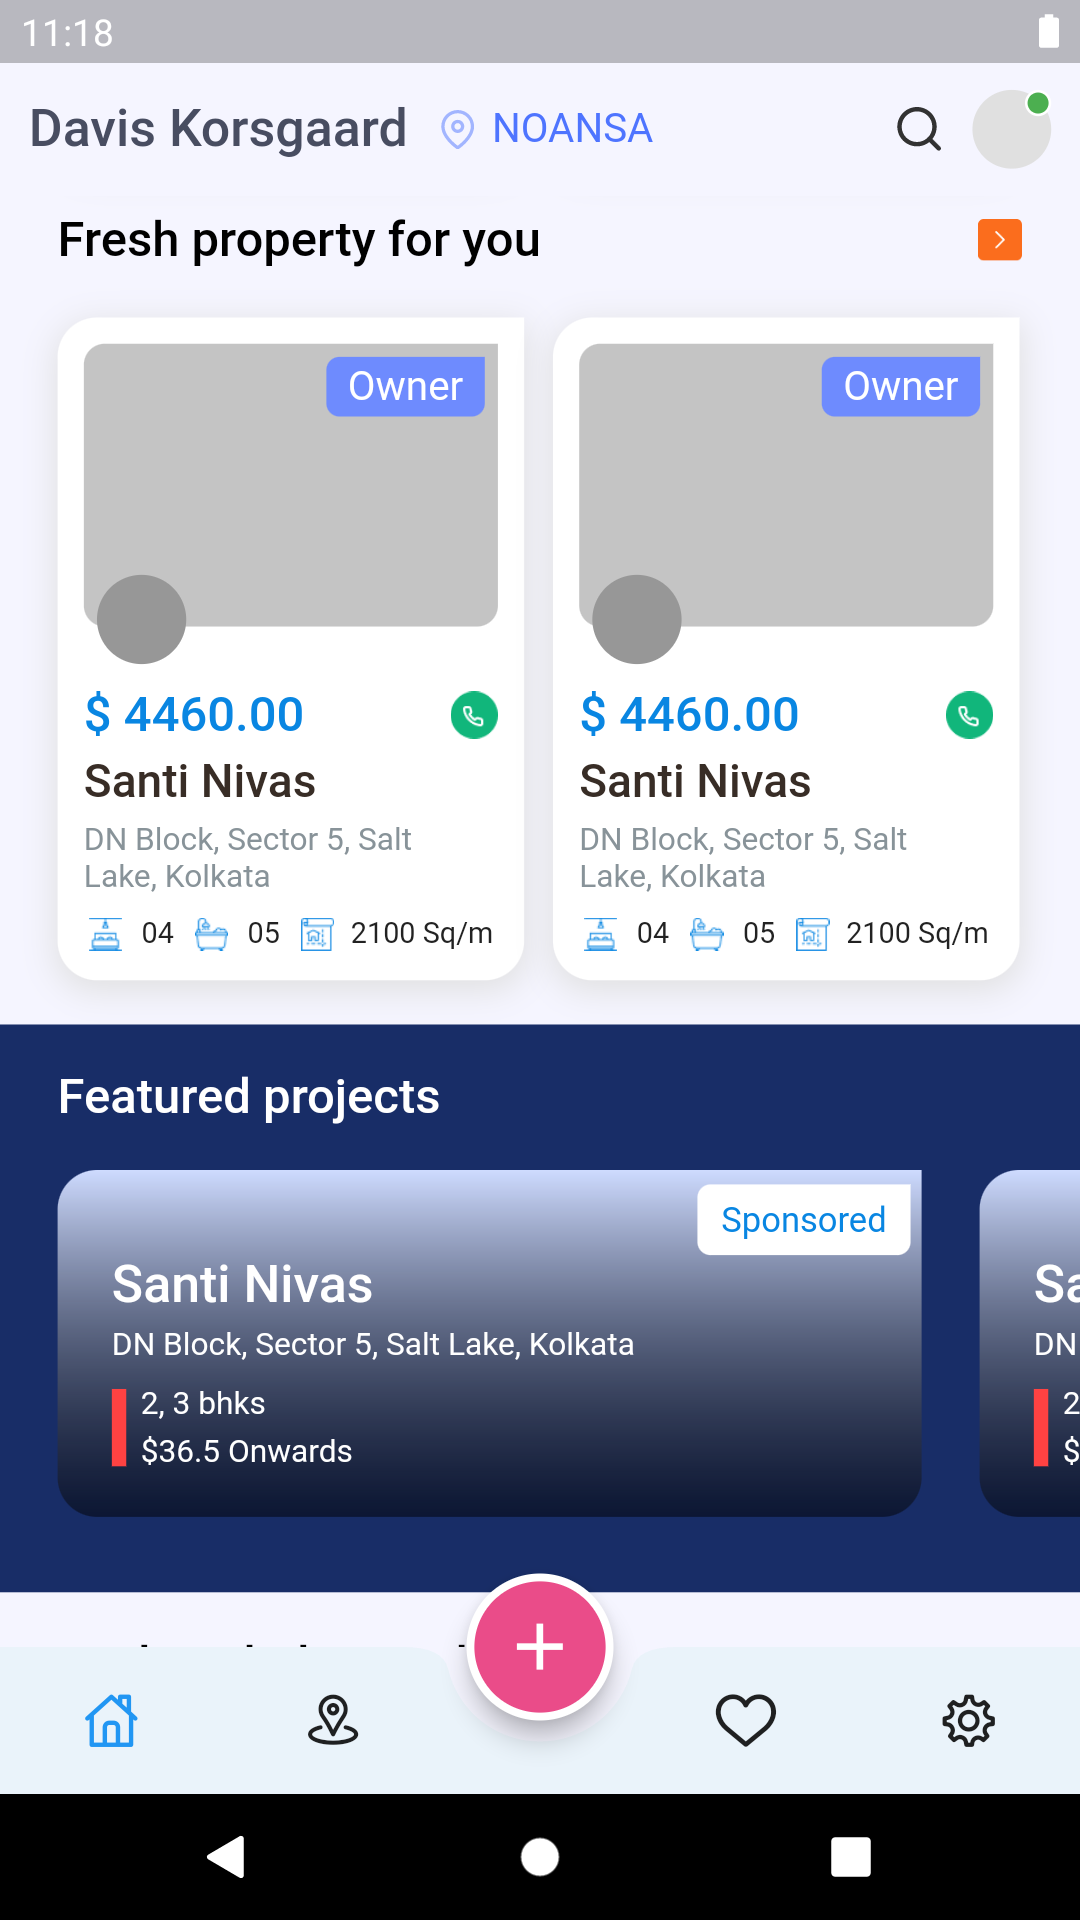 11:18
Davis Korsgaard NOANSA
Fresh property for you
Owner
Owner
$ 4460.00
Santi Nivas
DN Block, Sector 5, Salt
Lake, Kolkata
04 05 2100 Sq/m
$ 4460.00
Santi Nivas
DN Block, Sector 5, Salt
Lake, Kolkata
04 05 2100 Sq/m
Featured projects
Sponsored
Santi Nivas
DN Block, Sector 5, Salt Lake, Kolkata
2, 3 bhks
$36.5 Onwards
Sa
DN
2
$